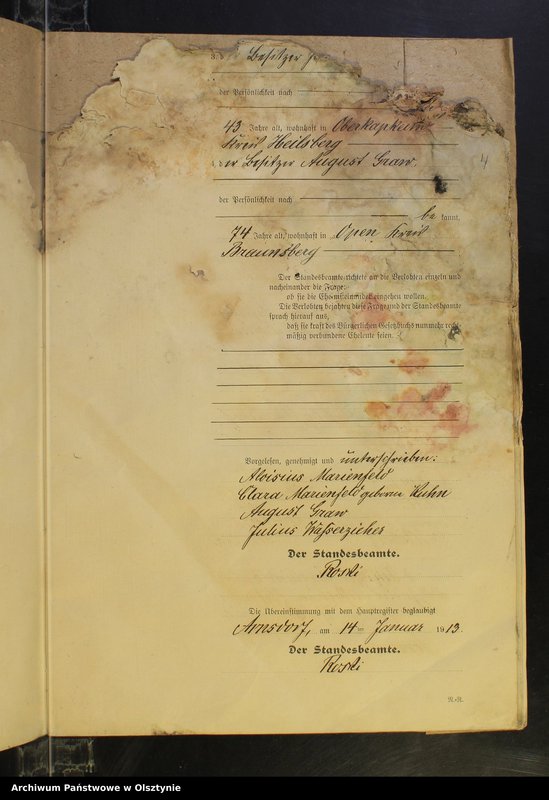 3. d Besitzer J
der Persönlichkeit nach
43 Jahre alt, wohnhaft in Oberkapkeim
Kreis Heilsberg
4. der Besitzer August Graw,
4
der Persönlichkeit nach
be kannt,
74 Jahre alt, wohnhaft in Open, Kreis
Braunsberg
Der Standesbeamte richtete an die Verlobten einzeln und
nacheinander die Frage:
ob sie die Ehe miteinander eingehen wollen.
Die Verlobten bejahten diese Frage und der Standesbeamte
sprach hierauf aus,
daß sie kraft des Bürgerlichen Gesetzbuchs nunmehr recht-
mäßig verbundene Eheleute seien.
Vorgelesen, genehmigt und unterschrieben:
Aloisius Marienfeld
Clara Marienfeld geborene Kuhn
August Graw
Julius Wasserzieher
Der Standesbeamte.
Roski
Die Übereinstimmung mit dem Hauptregister beglaubigt
Arnsdorf, am 14 ten Januar 1913.
Der Standesbeamte.
Roski
Archiwum Państwowe w Olsztynie